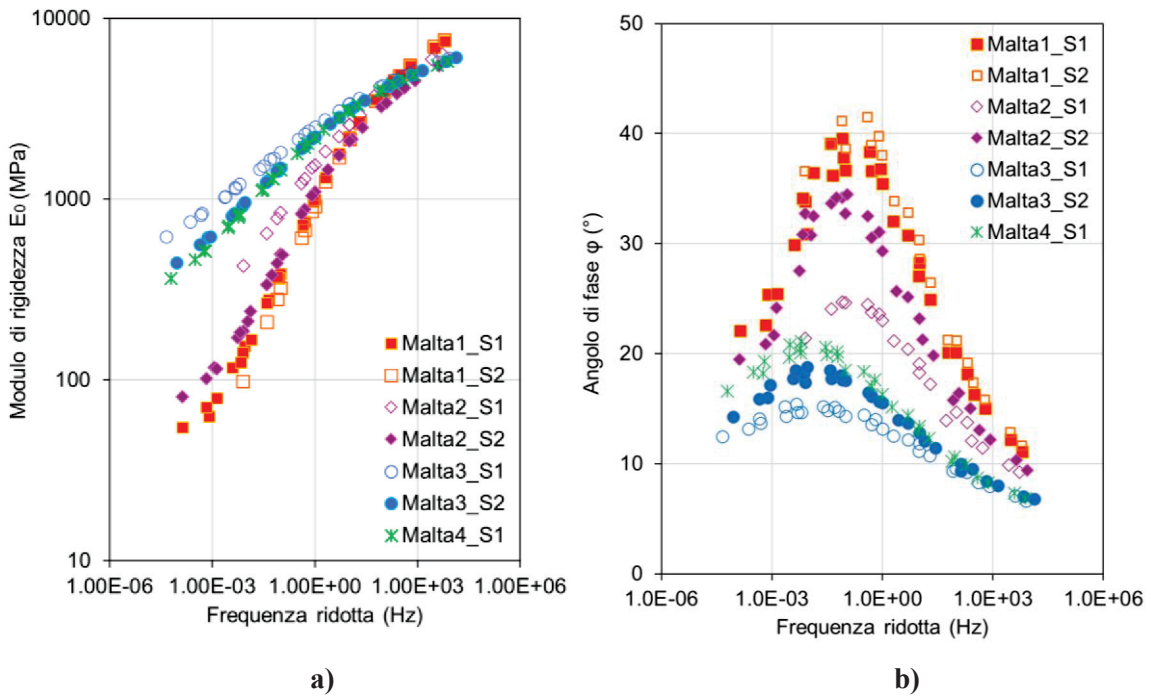 10000
1000
100
10
Modulo di rigidezza E0 (MPa)
1.00E-06 1.00E-03 1.00E+00 1.00E+03 1.00E+06
Frequenza ridotta (Hz)
Malta1_S1
Malta1_S2
Malta2_S1
Malta2_S2
Malta3_S1
Malta3_S2
Malta4_S1
a)
50
40
30
20
10
0
Angolo di fase φ (°)
1.0E-06 1.0E-03 1.0E+00 1.0E+03 1.0E+06
Frequenza ridotta (Hz)
Malta1_S1
Malta1_S2
Malta2_S1
Malta2_S2
Malta3_S1
Malta3_S2
Malta4_S1
b)